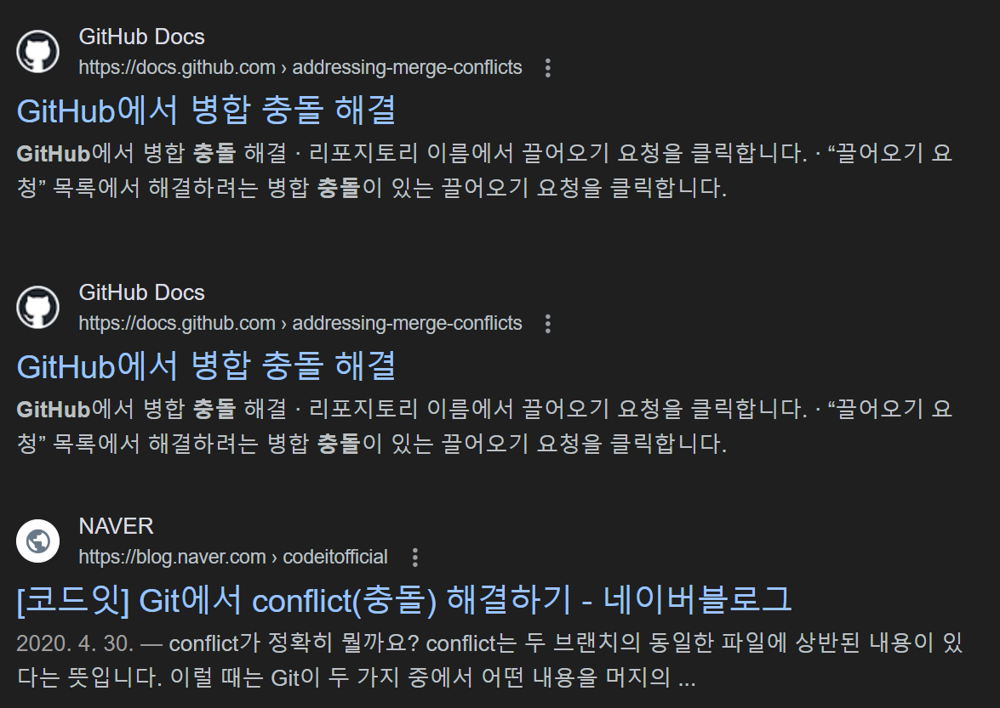 GitHub Docs
https://docs.github.com › addressing-merge-conflicts
GitHub에서 병합 충돌 해결
GitHub에서 병합 충돌 해결 · 리포지토리 이름에서 끌어오기 요청을 클릭합니다. · “끌어오기 요
청” 목록에서 해결하려는 병합 충돌이 있는 끌어오기 요청을 클릭합니다.
GitHub Docs
https://docs.github.com › addressing-merge-conflicts
GitHub에서 병합 충돌 해결
GitHub에서 병합 충돌 해결 · 리포지토리 이름에서 끌어오기 요청을 클릭합니다. · “끌어오기 요
청” 목록에서 해결하려는 병합 충돌이 있는 끌어오기 요청을 클릭합니다.
NAVER
https://blog.naver.com › codeitofficial
[코드잇] Git에서 conflict(충돌) 해결하기 - 네이버블로그
2020. 4. 30. — conflict가 정확히 뭘까요? conflict는 두 브랜치의 동일한 파일에 상반된 내용이 있
다는 뜻입니다. 이럴 때는 Git이 두 가지 중에서 어떤 내용을 머지의 ...